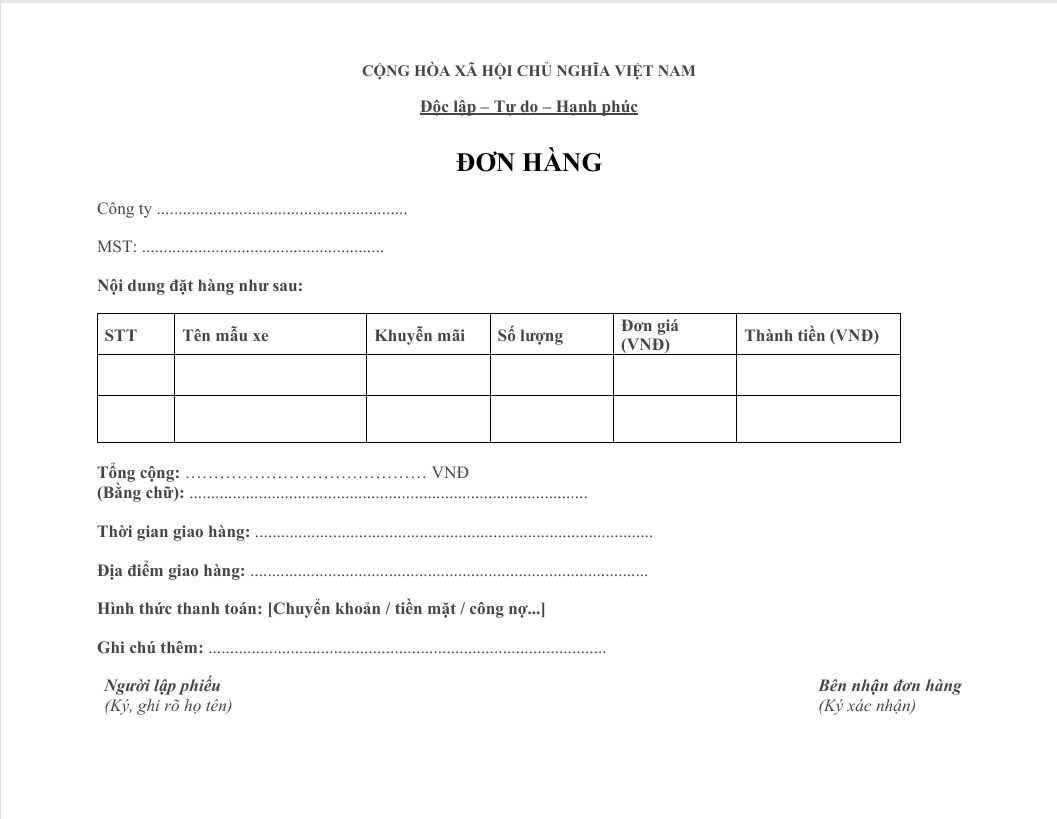 CỘNG HÒA XÃ HỘI CHỦ NGHĨA VIỆT NAM
Độc lập – Tự do – Hạnh phúc
ĐƠN HÀNG
Công ty ..........................................................
MST: ........................................................
Nội dung đặt hàng như sau:
STT Tên mẫu xe Khuyễn mãi Số lượng Đơn giá (VNĐ) Thành tiền (VNĐ)
Tổng cộng: …………………………………… VNĐ
(Bằng chữ): ............................................................................................
Thời gian giao hàng: ............................................................................................
Địa điểm giao hàng: ............................................................................................
Hình thức thanh toán: [Chuyển khoản / tiền mặt / công nợ...]
Ghi chú thêm: ............................................................................................
Người lập phiếu Bên nhận đơn hàng
(Ký, ghi rõ họ tên) (Ký xác nhận)